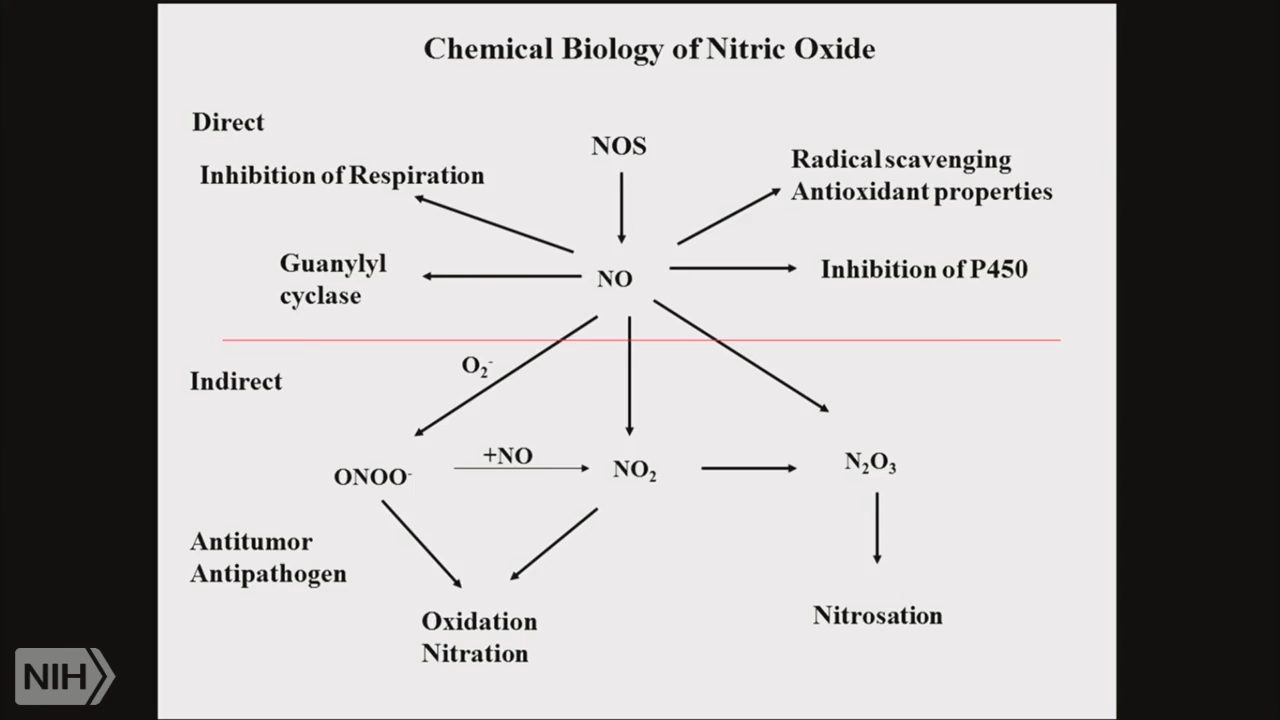 Chemical Biology of Nitric Oxide
Direct
NOS
Inhibition of Respiration
Radical scavenging
Antioxidant properties
Guanylyl
cyclase
NO
Inhibition of P450
O₂⁻
Indirect
+NO
ONOO⁻
NO₂
N₂O₃
Antitumor
Antipathogen
Oxidation
Nitration
Nitrosation
NIH